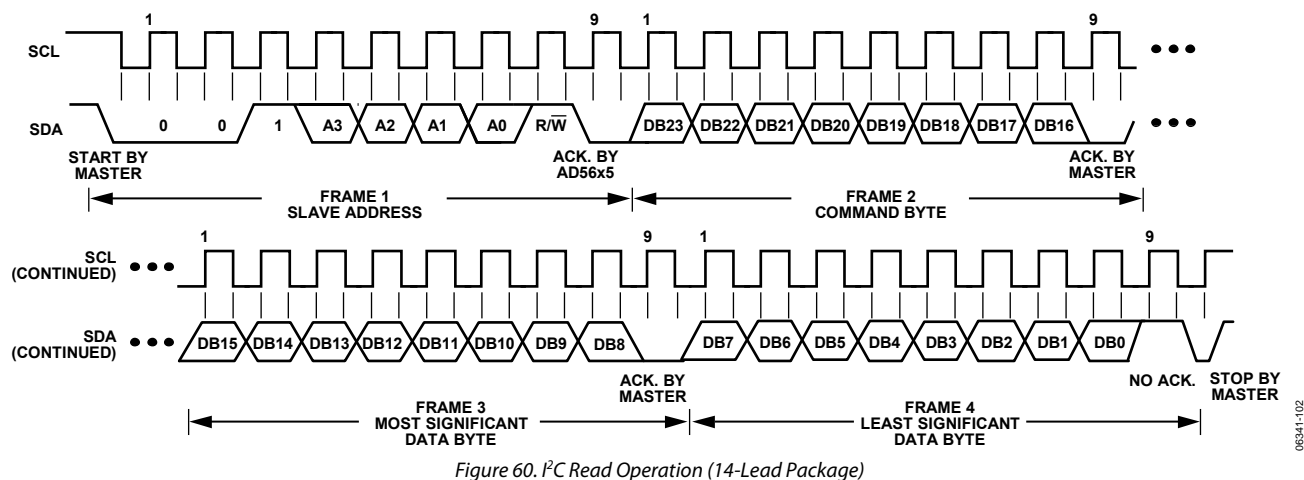 1 9 1 9
SCL
SDA 0 0 1 A3 A2 A1 A0 R/W̅ DB23 DB22 DB21 DB20 DB19 DB18 DB17 DB16
START BY
MASTER
ACK. BY
AD56x5
ACK. BY
MASTER
FRAME 1
SLAVE ADDRESS
FRAME 2
COMMAND BYTE
1 9 1 9
SCL
(CONTINUED)
SDA
(CONTINUED)
DB15 DB14 DB13 DB12 DB11 DB10 DB9 DB8 DB7 DB6 DB5 DB4 DB3 DB2 DB1 DB0
ACK. BY
MASTER
NO ACK.
STOP BY
MASTER
FRAME 3
MOST SIGNIFICANT
DATA BYTE
FRAME 4
LEAST SIGNIFICANT
DATA BYTE
06341-102
Figure 60. I²C Read Operation (14-Lead Package)